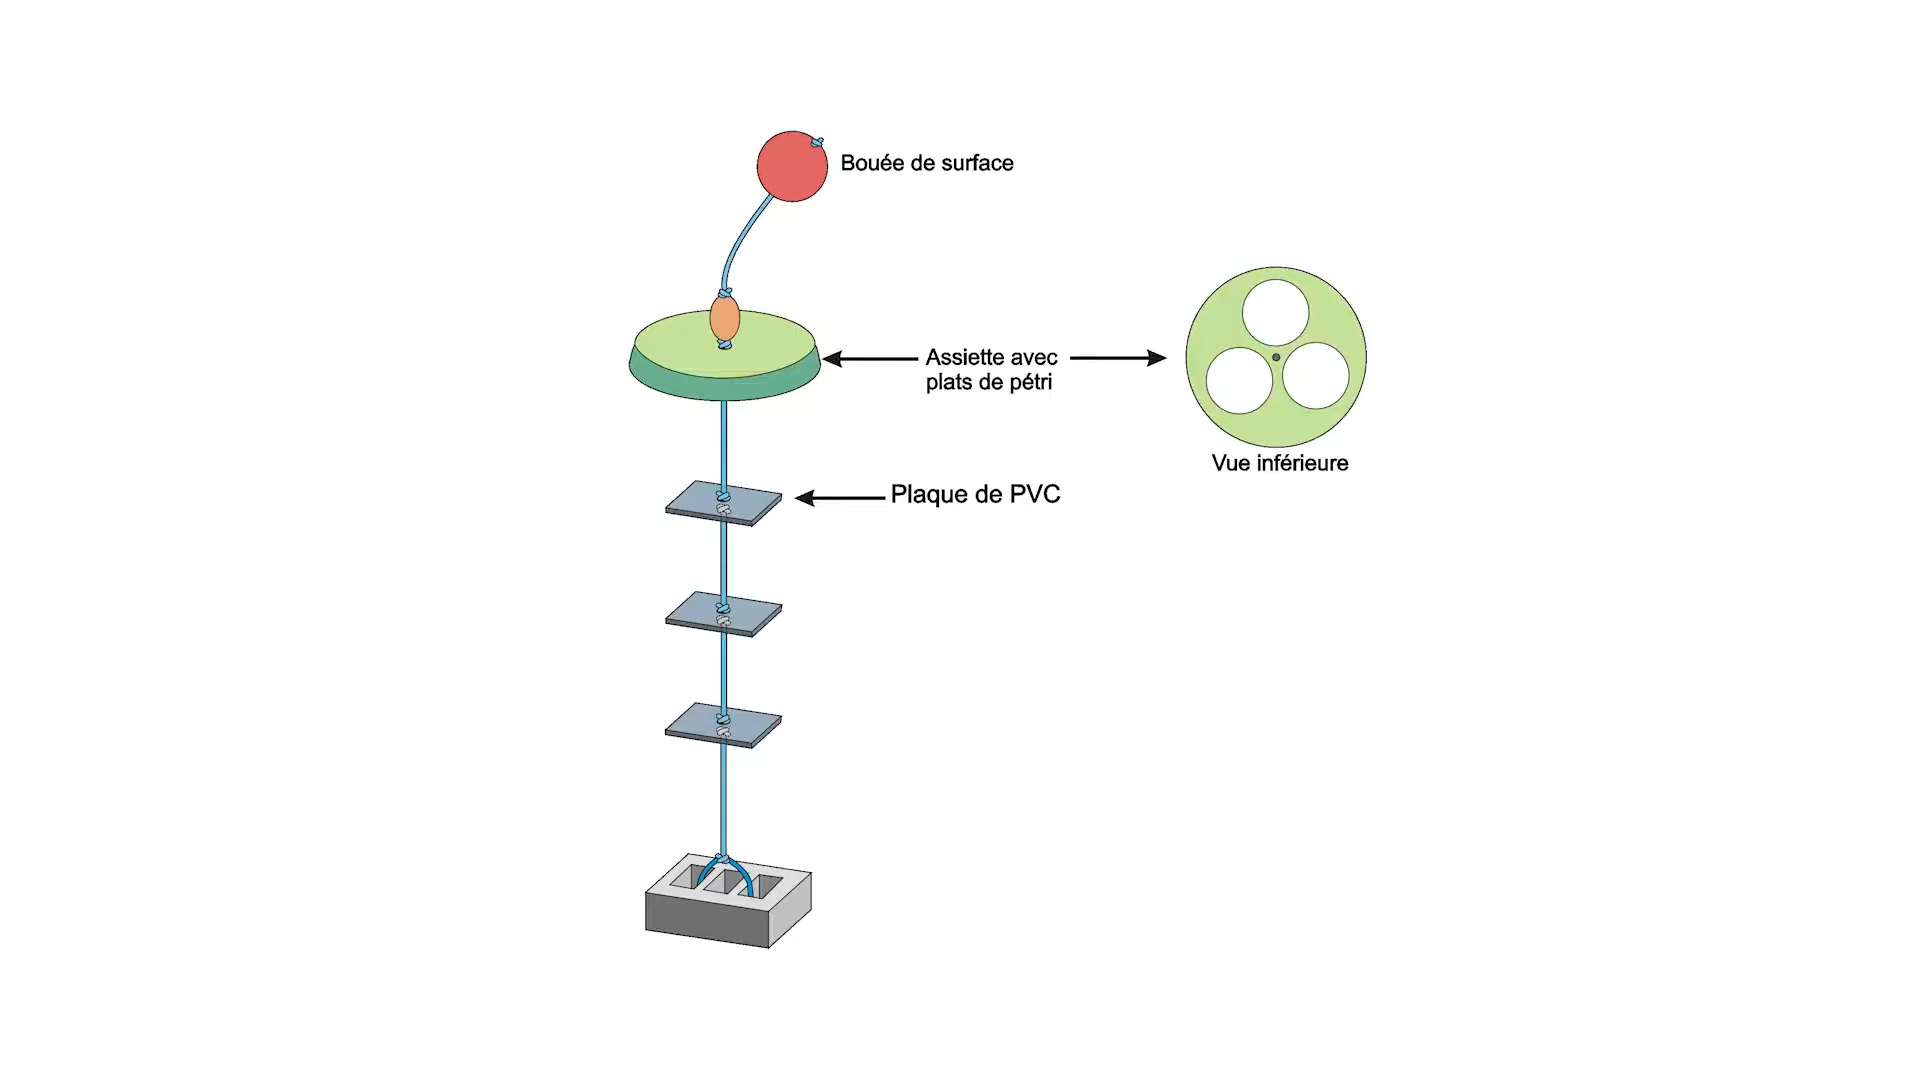 Bouée de surface
Assiette avec
plats de pétri
Vue inférieure
Plaque de PVC